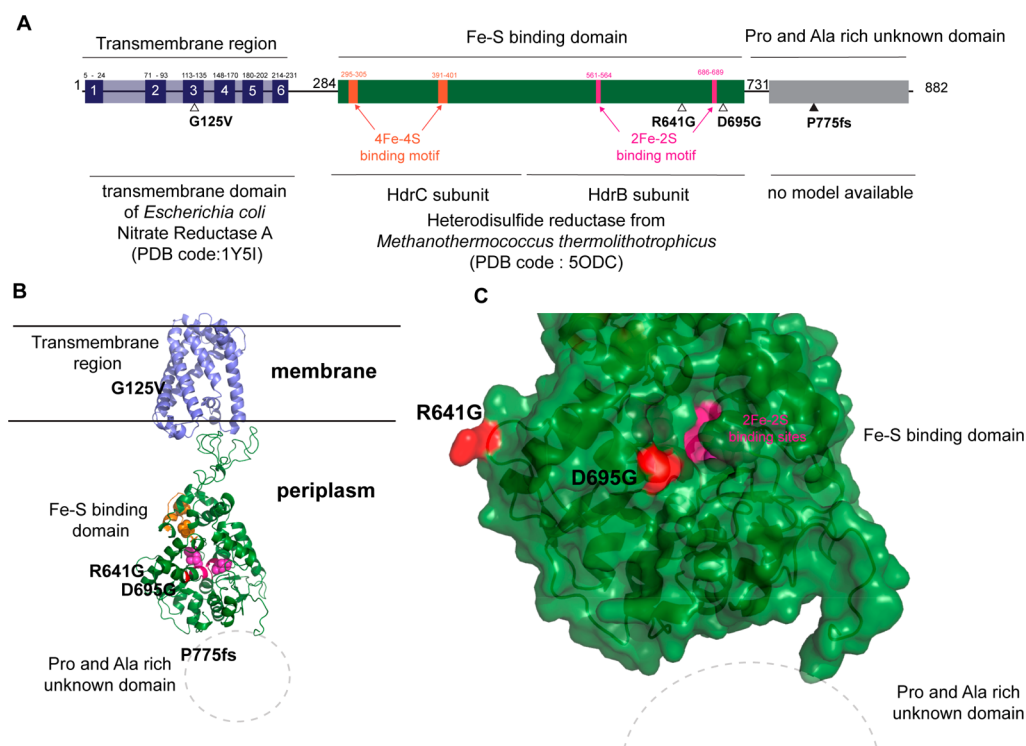 A
Transmembrane region
Fe-S binding domain
Pro and Ala rich unknown domain
5 - 24
71 - 93
113-135
148-170
180-202
214-231
295-305
391-401
561-564
686-689
1
1
2
3
4
5
6
284
731
882
G125V
R641G
D695G
P775fs
4Fe-4S
binding motif
2Fe-2S
binding motif
transmembrane domain
of Escherichia coli
Nitrate Reductase A
(PDB code:1Y5I)
HdrC subunit
HdrB subunit
Heterodisulfide reductase from
Methanothermococcus thermolithotrophicus
(PDB code : 5ODC)
no model available
B
Transmembrane
region
G125V
membrane
periplasm
Fe-S binding
domain
R641G
D695G
P775fs
Pro and Ala rich
unknown domain
C
R641G
D695G
2Fe-2S
binding sites
Fe-S binding domain
Pro and Ala rich
unknown domain